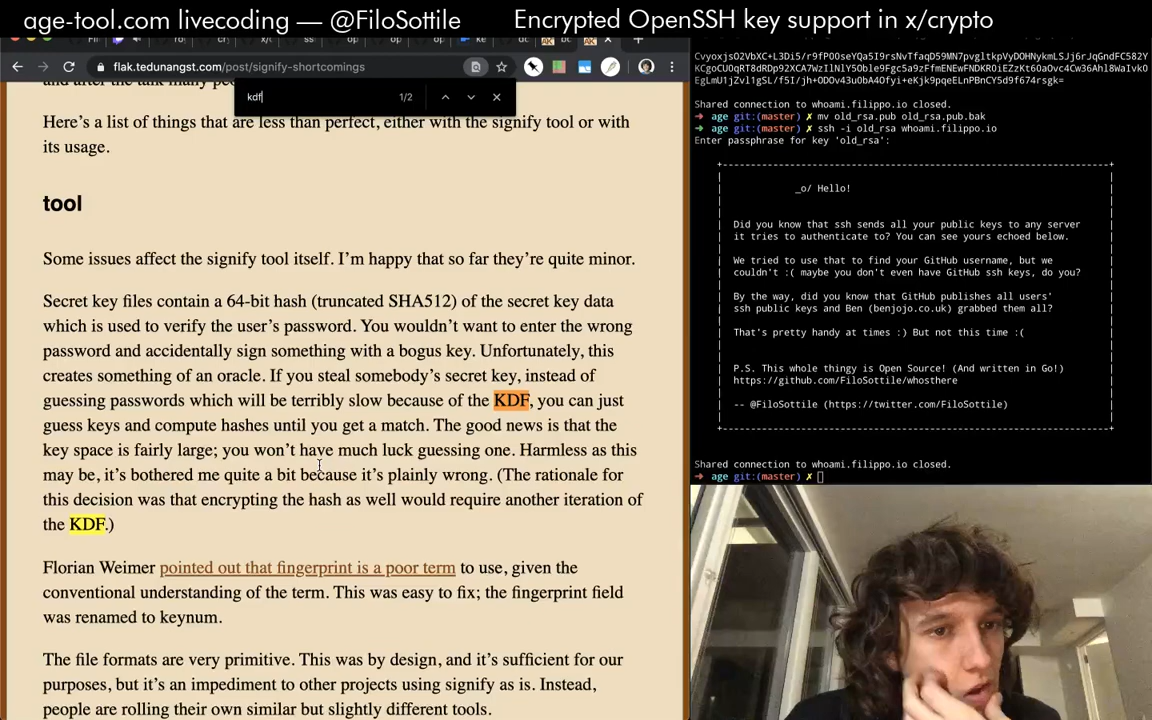 age-tool.com livecoding — @FiloSottile
Encrypted OpenSSH key support in x/crypto
flak.tedunangst.com/post/signify-shortcomings
kdf
1/2
and after the talk many peo
Here's a list of things that are less than perfect, either with the signify tool or with
its usage.
tool
Some issues affect the signify tool itself. I'm happy that so far they're quite minor.
Secret key files contain a 64-bit hash (truncated SHA512) of the secret key data
which is used to verify the user's password. You wouldn't want to enter the wrong
password and accidentally sign something with a bogus key. Unfortunately, this
creates something of an oracle. If you steal somebody's secret key, instead of
guessing passwords which will be terribly slow because of the KDF, you can just
guess keys and compute hashes until you get a match. The good news is that the
key space is fairly large; you won't have much luck guessing one. Harmless as this
may be, it's bothered me quite a bit because it's plainly wrong. (The rationale for
this decision was that encrypting the hash as well would require another iteration of
the KDF.)
Florian Weimer pointed out that fingerprint is a poor term to use, given the
conventional understanding of the term. This was easy to fix; the fingerprint field
was renamed to keynum.
The file formats are very primitive. This was by design, and it's sufficient for our
purposes, but it's an impediment to other projects using signify as is. Instead,
people are rolling their own similar but slightly different tools.
Shared connection to whoami.filippo.io closed.
➜ age git:(master) ✗ mv old_rsa.pub old_rsa.pub.bak
➜ age git:(master) ✗ ssh -i old_rsa whoami.filippo.io
Enter passphrase for key 'old_rsa':
_o/ Hello!
Did you know that ssh sends all your public keys to any server
it tries to authenticate to? You can see yours echoed below.
We tried to use that to find your GitHub username, but we
couldn't :( maybe you don't even have GitHub ssh keys, do you?
By the way, did you know that GitHub publishes all users'
ssh public keys and Ben (benjojo.co.uk) grabbed them all?
That's pretty handy at times :) But not this time :(
P.S. This whole thingy is Open Source! (And written in Go!)
https://github.com/FiloSottile/whosthere
-- @FiloSottile (https://twitter.com/FiloSottile)
Shared connection to whoami.filippo.io closed.
➜ age git:(master) ✗